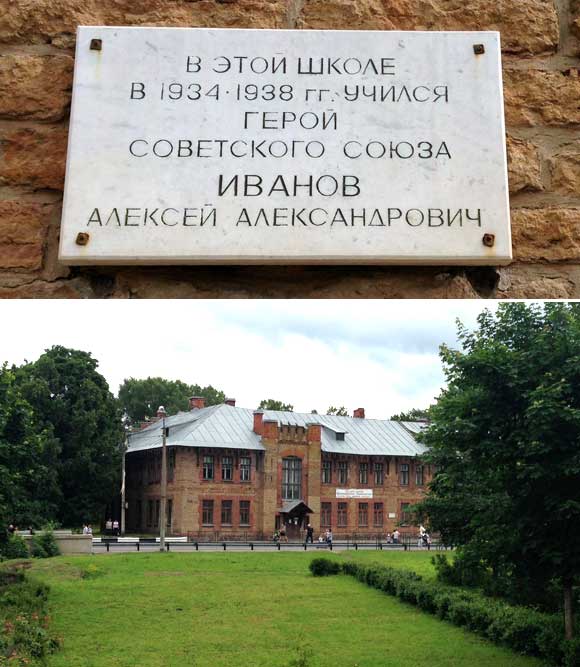 В ЭТОЙ ШКОЛЕ
В 1934-1938 гг. УЧИЛСЯ
ГЕРОЙ
СОВЕТСКОГО СОЮЗА
ИВАНОВ
АЛЕКСЕЙ АЛЕКСАНДРОВИЧ